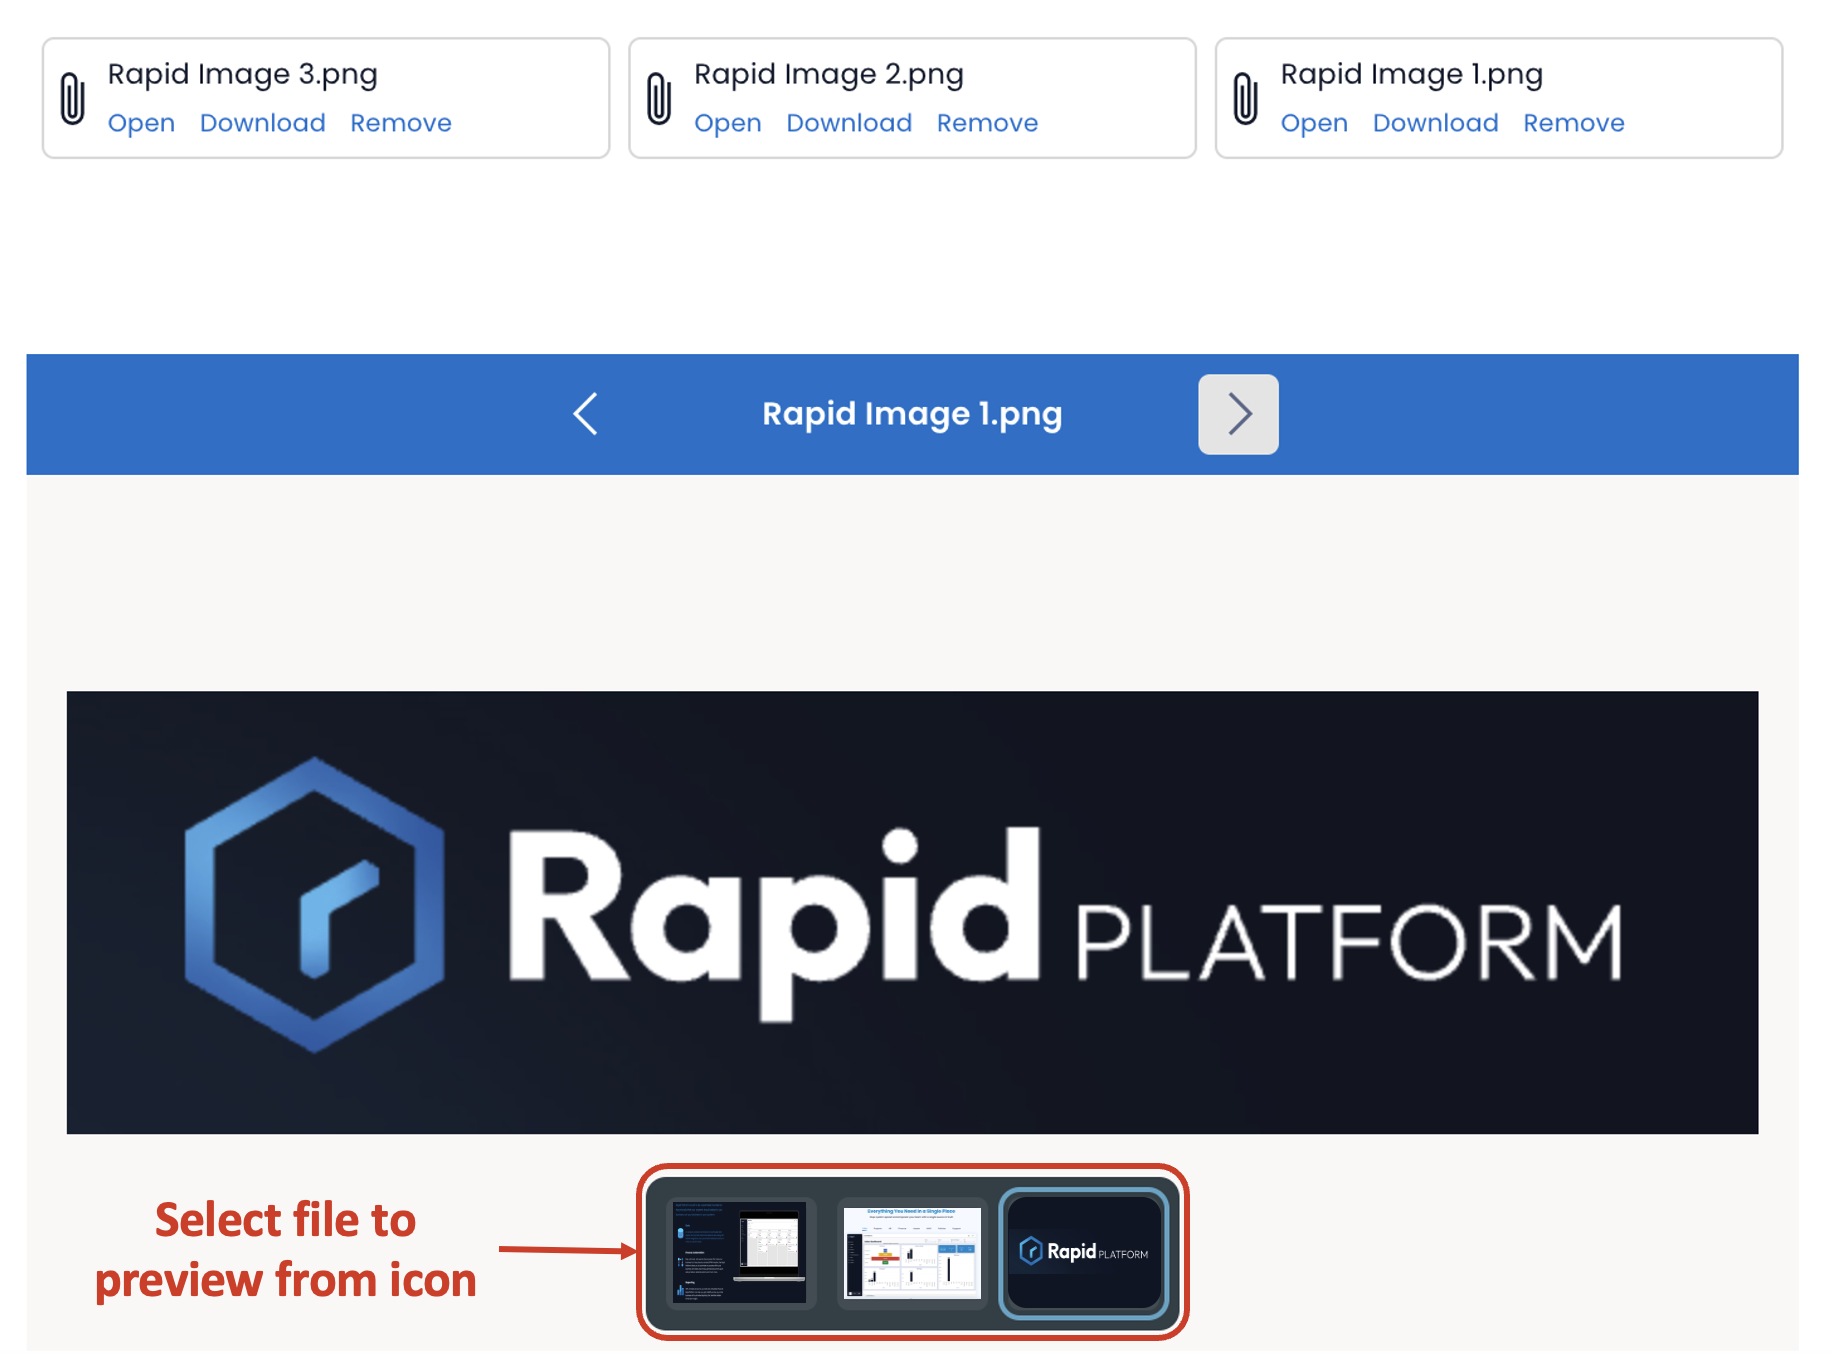 Rapid Image 3.png
Open Download Remove
Rapid Image 2.png
Open Download Remove
Rapid Image 1.png
Open Download Remove
Rapid Image 1.png
Rapid PLATFORM
Select file to
preview from icon
Everything You Need in a Single Place
Rapid PLATFORM